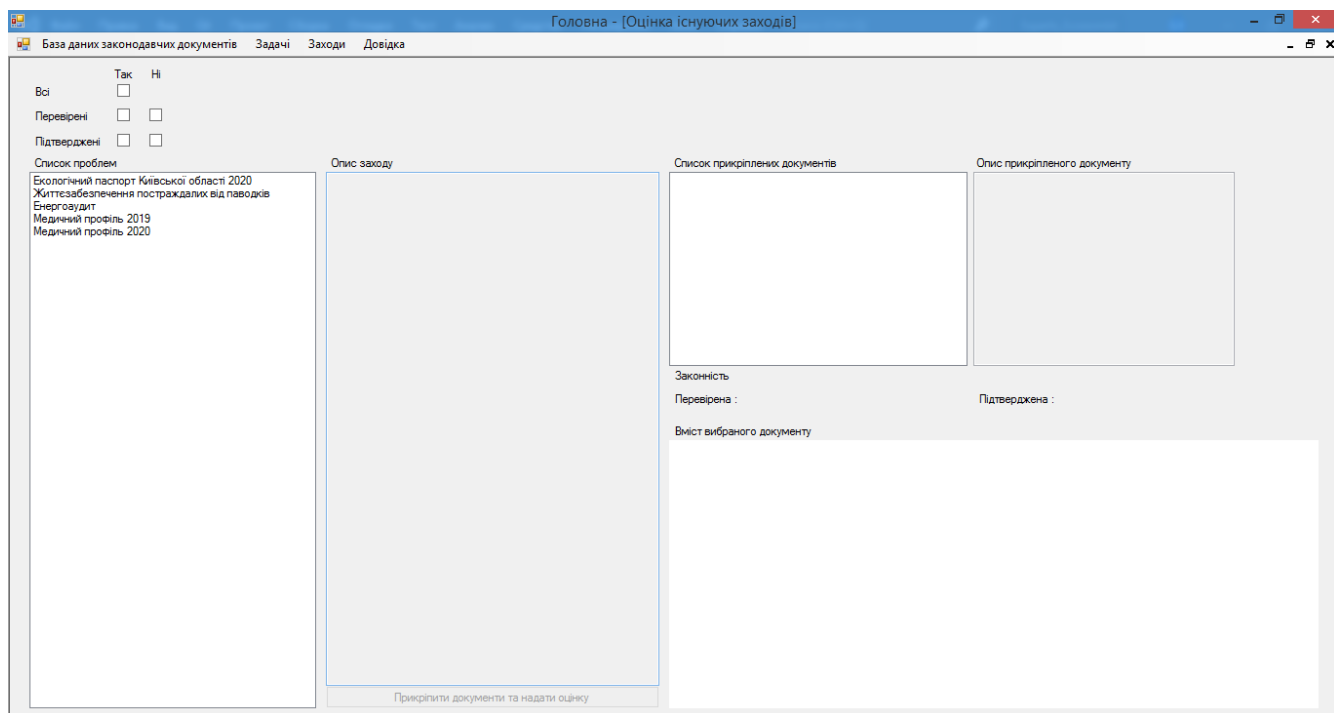 Головна - [Оцінка існуючих заходів]
База даних законодавчих документів Задачі Заходи Довідка
Так Ні
Всі
Перевірені
Підтверджені
Список проблем
Екологічний паспорт Київської області 2020
Життєзабезпечення постраждалих від паводків
Енергоаудит
Медичний профіль 2019
Медичний профіль 2020
Опис заходу
Прикріпити документи та надати оцінку
Список прикріплених документів
Опис прикріпленого документу
Законність
Перевірена : Підтверджена :
Вміст вибраного документу